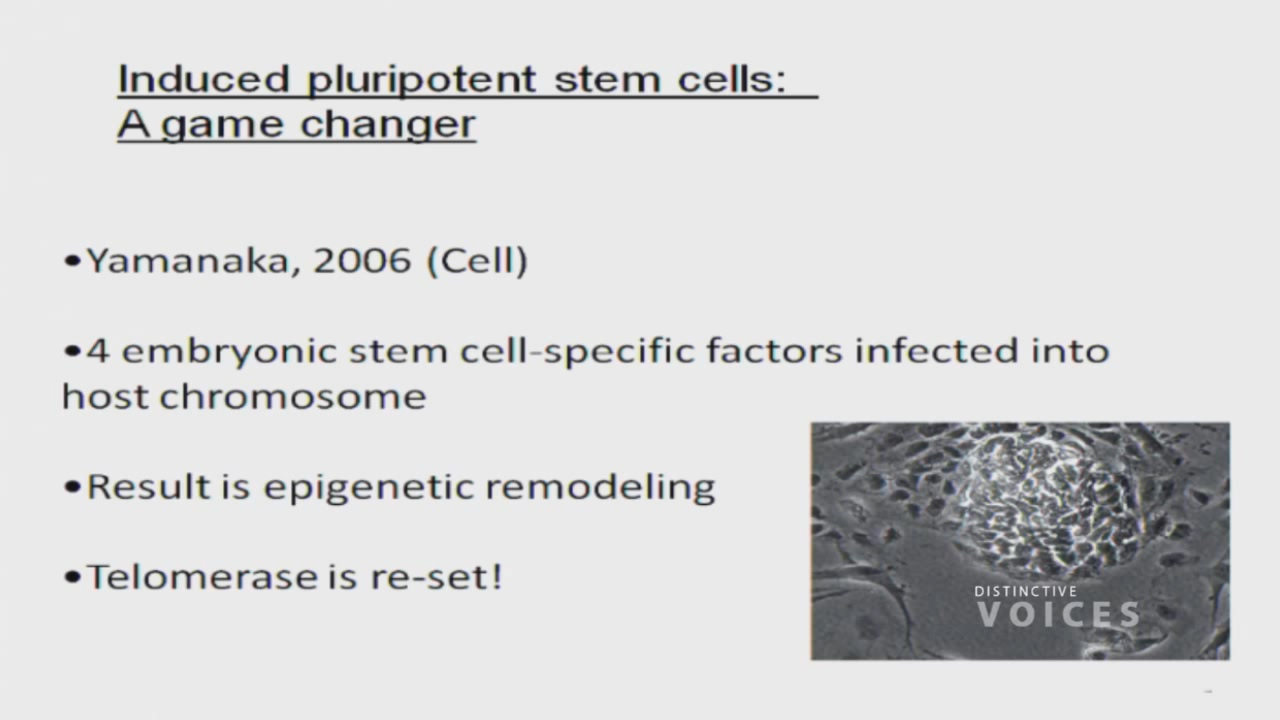 Induced pluripotent stem cells:
A game changer
•Yamanaka, 2006 (Cell)
•4 embryonic stem cell-specific factors infected into
host chromosome
•Result is epigenetic remodeling
•Telomerase is re-set!
DISTINCTIVE
VOICES